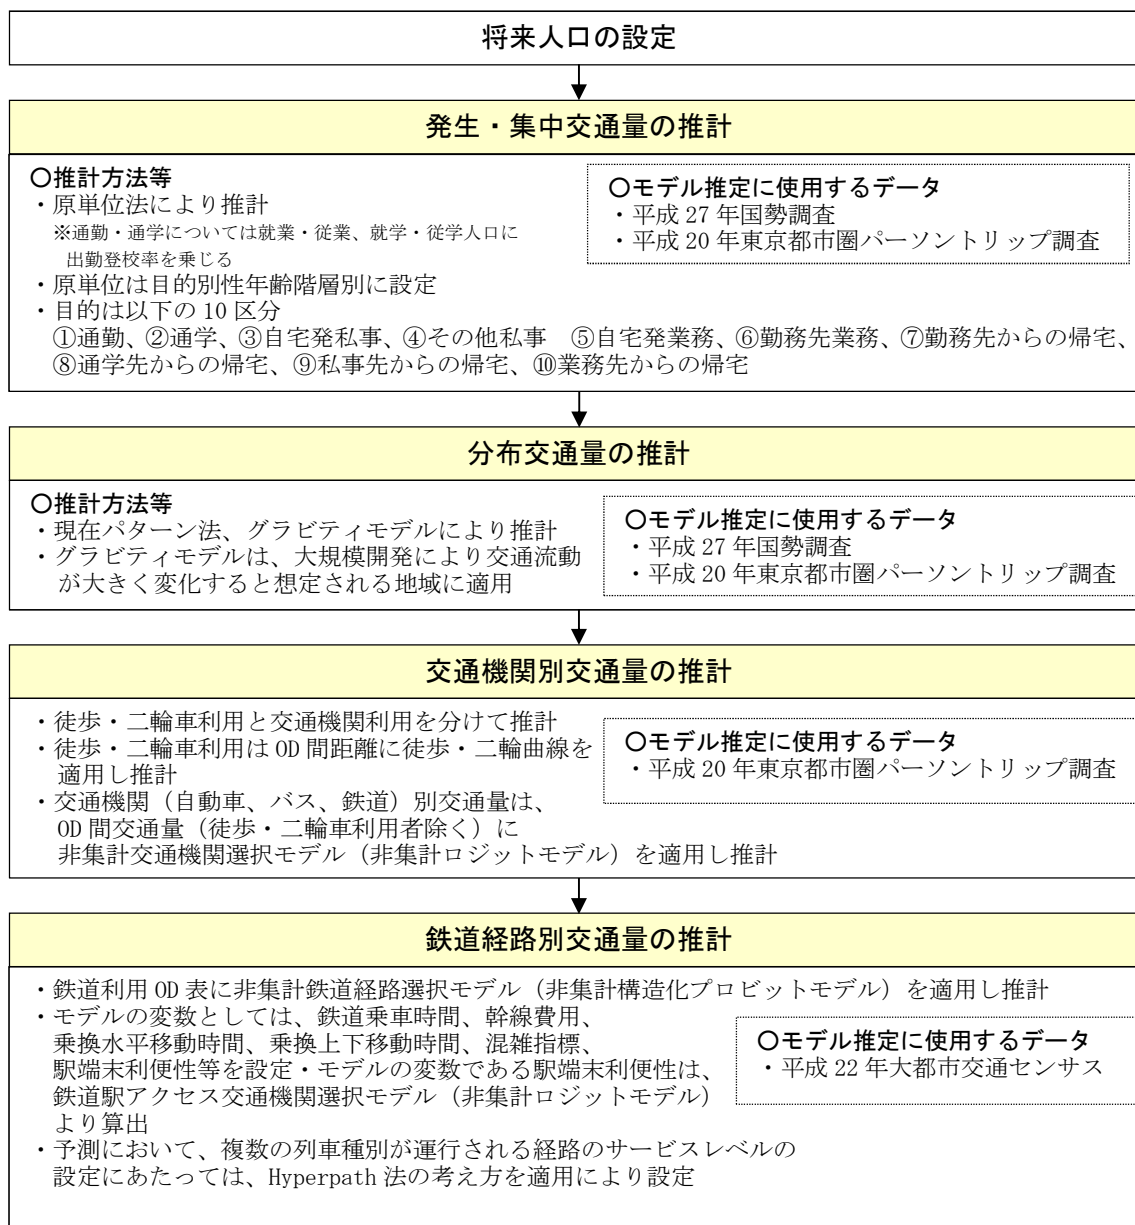 将来人口の設定
発生・集中交通量の推計
○推計方法等
・原単位法により推計
※通勤・通学については就業・従業、就学・従学人口に
出勤登校率を乗じる
・原単位は目的別性年齢階層別に設定
・目的は以下の 10 区分
①通勤、②通学、③自宅発私事、④その他私事　⑤自宅発業務、⑥勤務先業務、⑦勤務先からの帰宅、
⑧通学先からの帰宅、⑨私事先からの帰宅、⑩業務先からの帰宅
○モデル推定に使用するデータ
・平成 27 年国勢調査
・平成 20 年東京都市圏パーソントリップ調査
分布交通量の推計
○推計方法等
・現在パターン法、グラビティモデルにより推計
・グラビティモデルは、大規模開発により交通流動
が大きく変化すると想定される地域に適用
○モデル推定に使用するデータ
・平成 27 年国勢調査
・平成 20 年東京都市圏パーソントリップ調査
交通機関別交通量の推計
・徒歩・二輪車利用と交通機関利用を分けて推計
・徒歩・二輪車利用は OD 間距離に徒歩・二輪曲線を
適用し推計
・交通機関（自動車、バス、鉄道）別交通量は、
OD 間交通量（徒歩・二輪車利用者除く）に
非集計交通機関選択モデル（非集計ロジットモデル）を適用し推計
○モデル推定に使用するデータ
・平成 20 年東京都市圏パーソントリップ調査
鉄道経路別交通量の推計
・鉄道利用 OD 表に非集計鉄道経路選択モデル（非集計構造化プロビットモデル）を適用し推計
・モデルの変数としては、鉄道乗車時間、幹線費用、
乗換水平移動時間、乗換上下移動時間、混雑指標、
駅端末利便性等を設定・モデルの変数である駅端末利便性は、
鉄道駅アクセス交通機関選択モデル（非集計ロジットモデル）
より算出
・予測において、複数の列車種別が運行される経路のサービスレベルの
設定にあたっては、Hyperpath 法の考え方を適用により設定
○モデル推定に使用するデータ
・平成 22 年大都市交通センサス